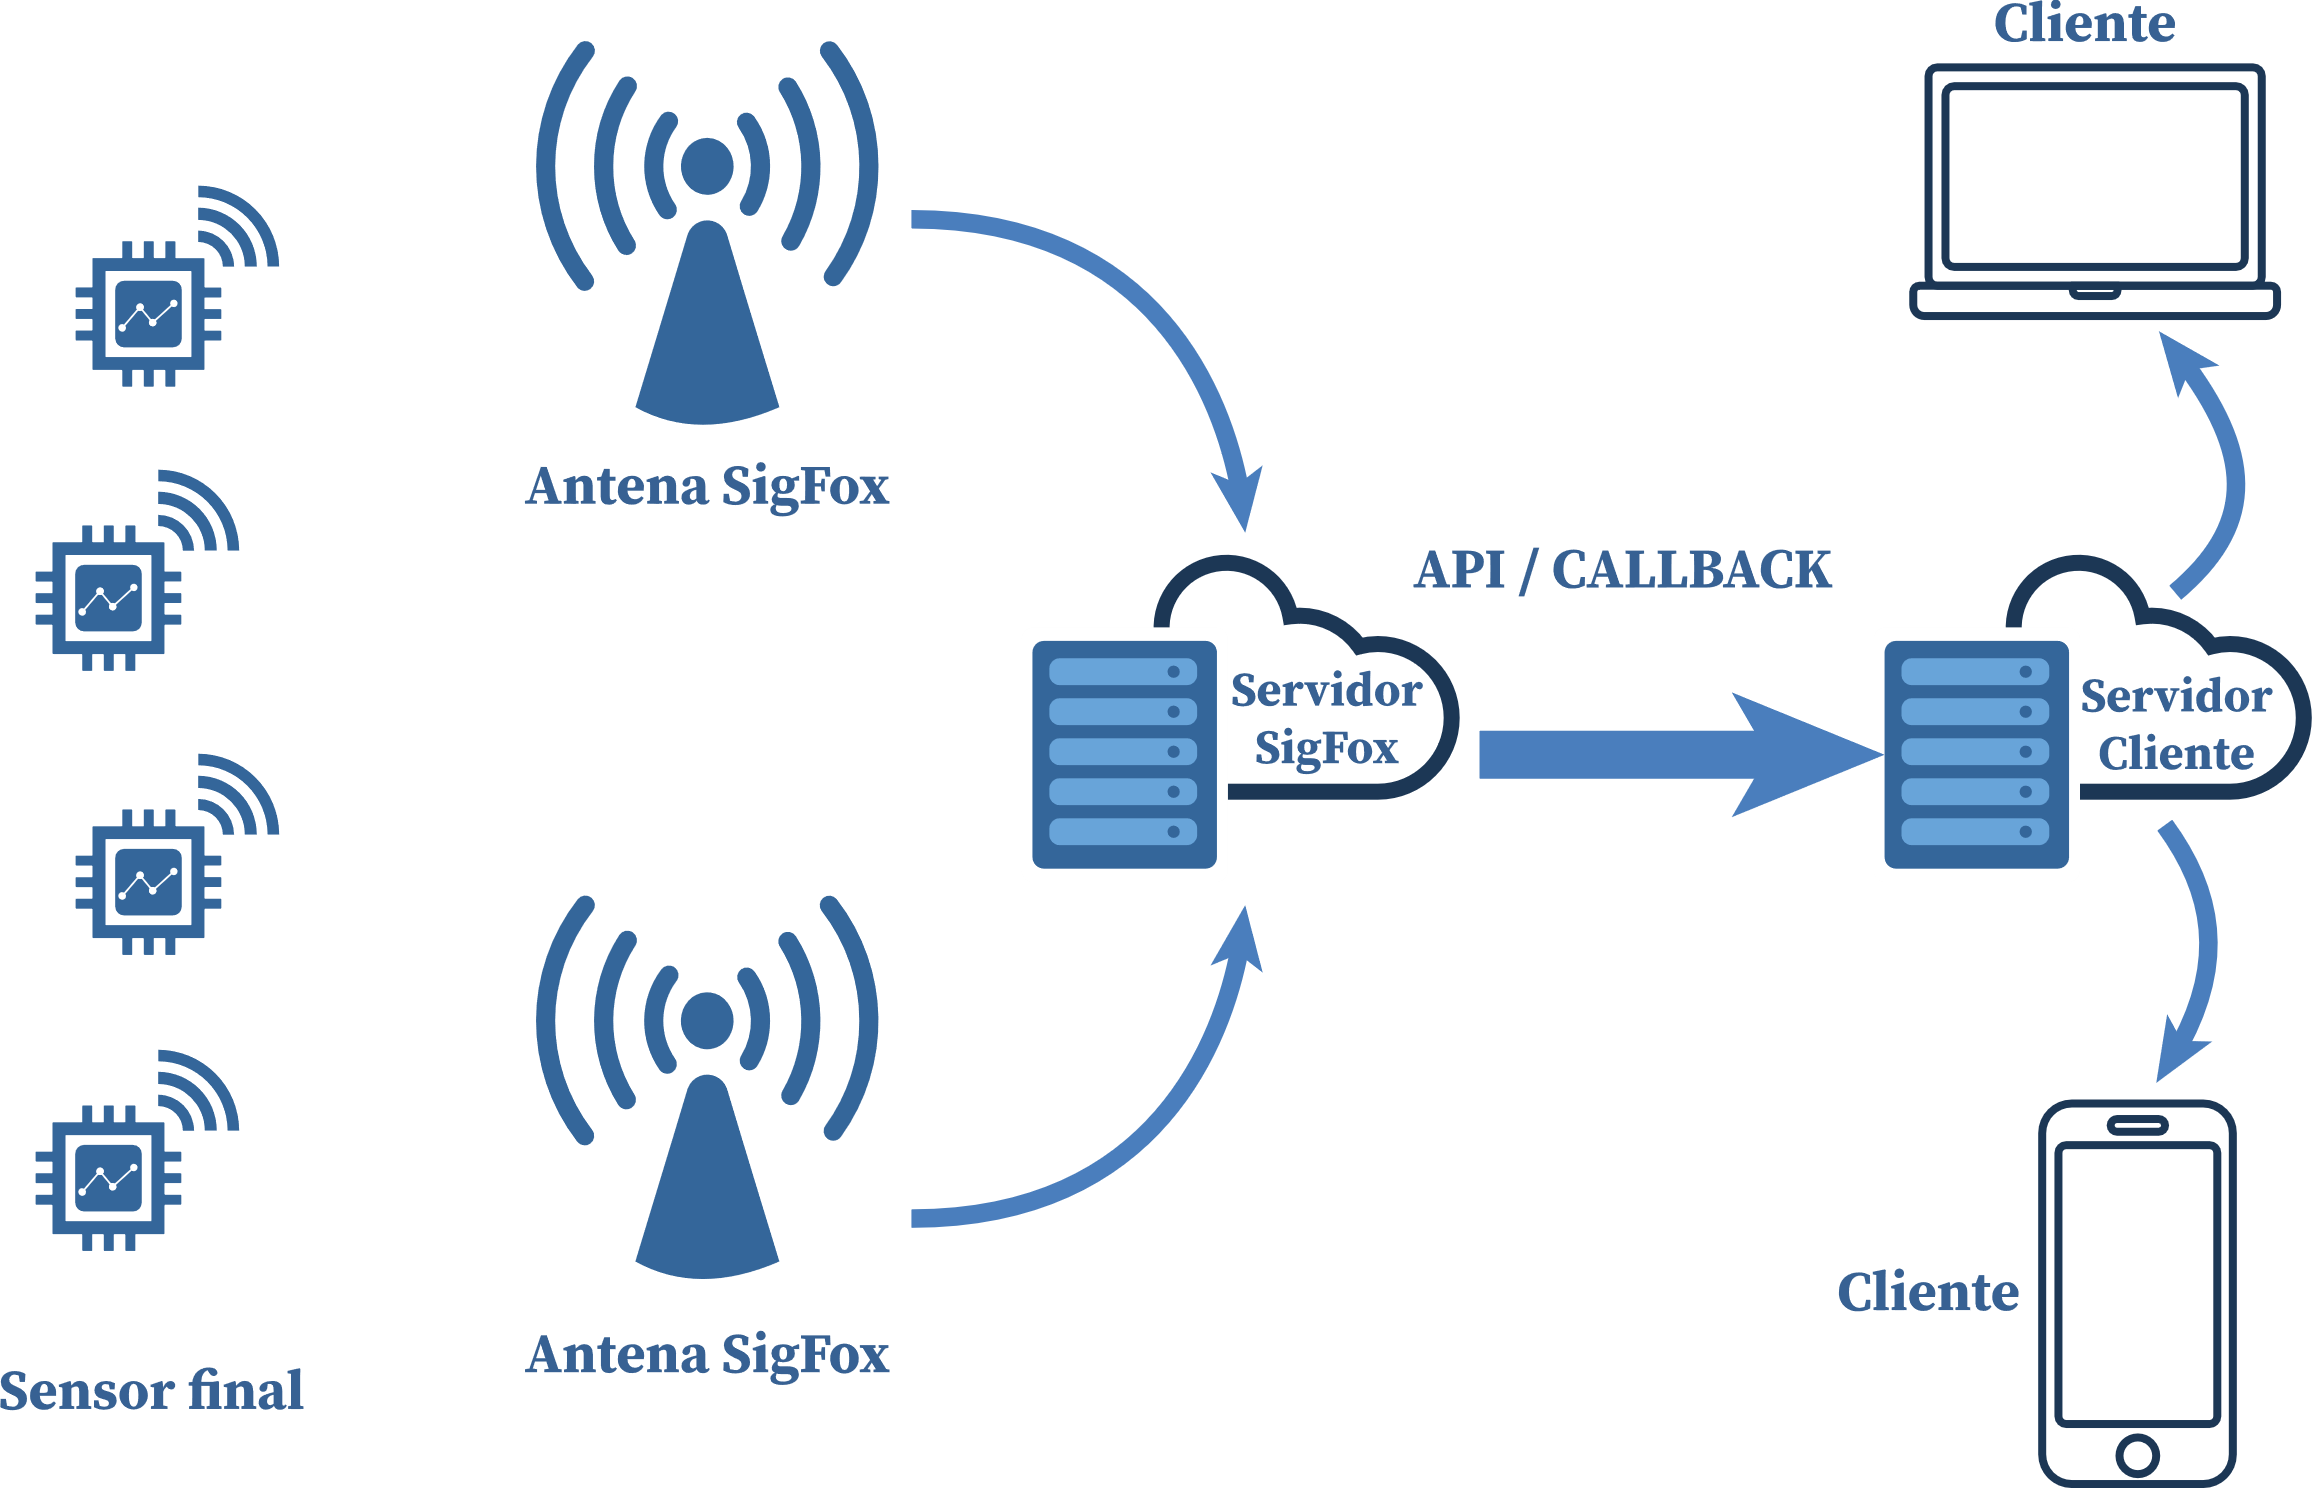 Cliente
Antena SigFox
API / CALLBACK
Servidor
SigFox
Servidor
Cliente
Cliente
Antena SigFox
Sensor final